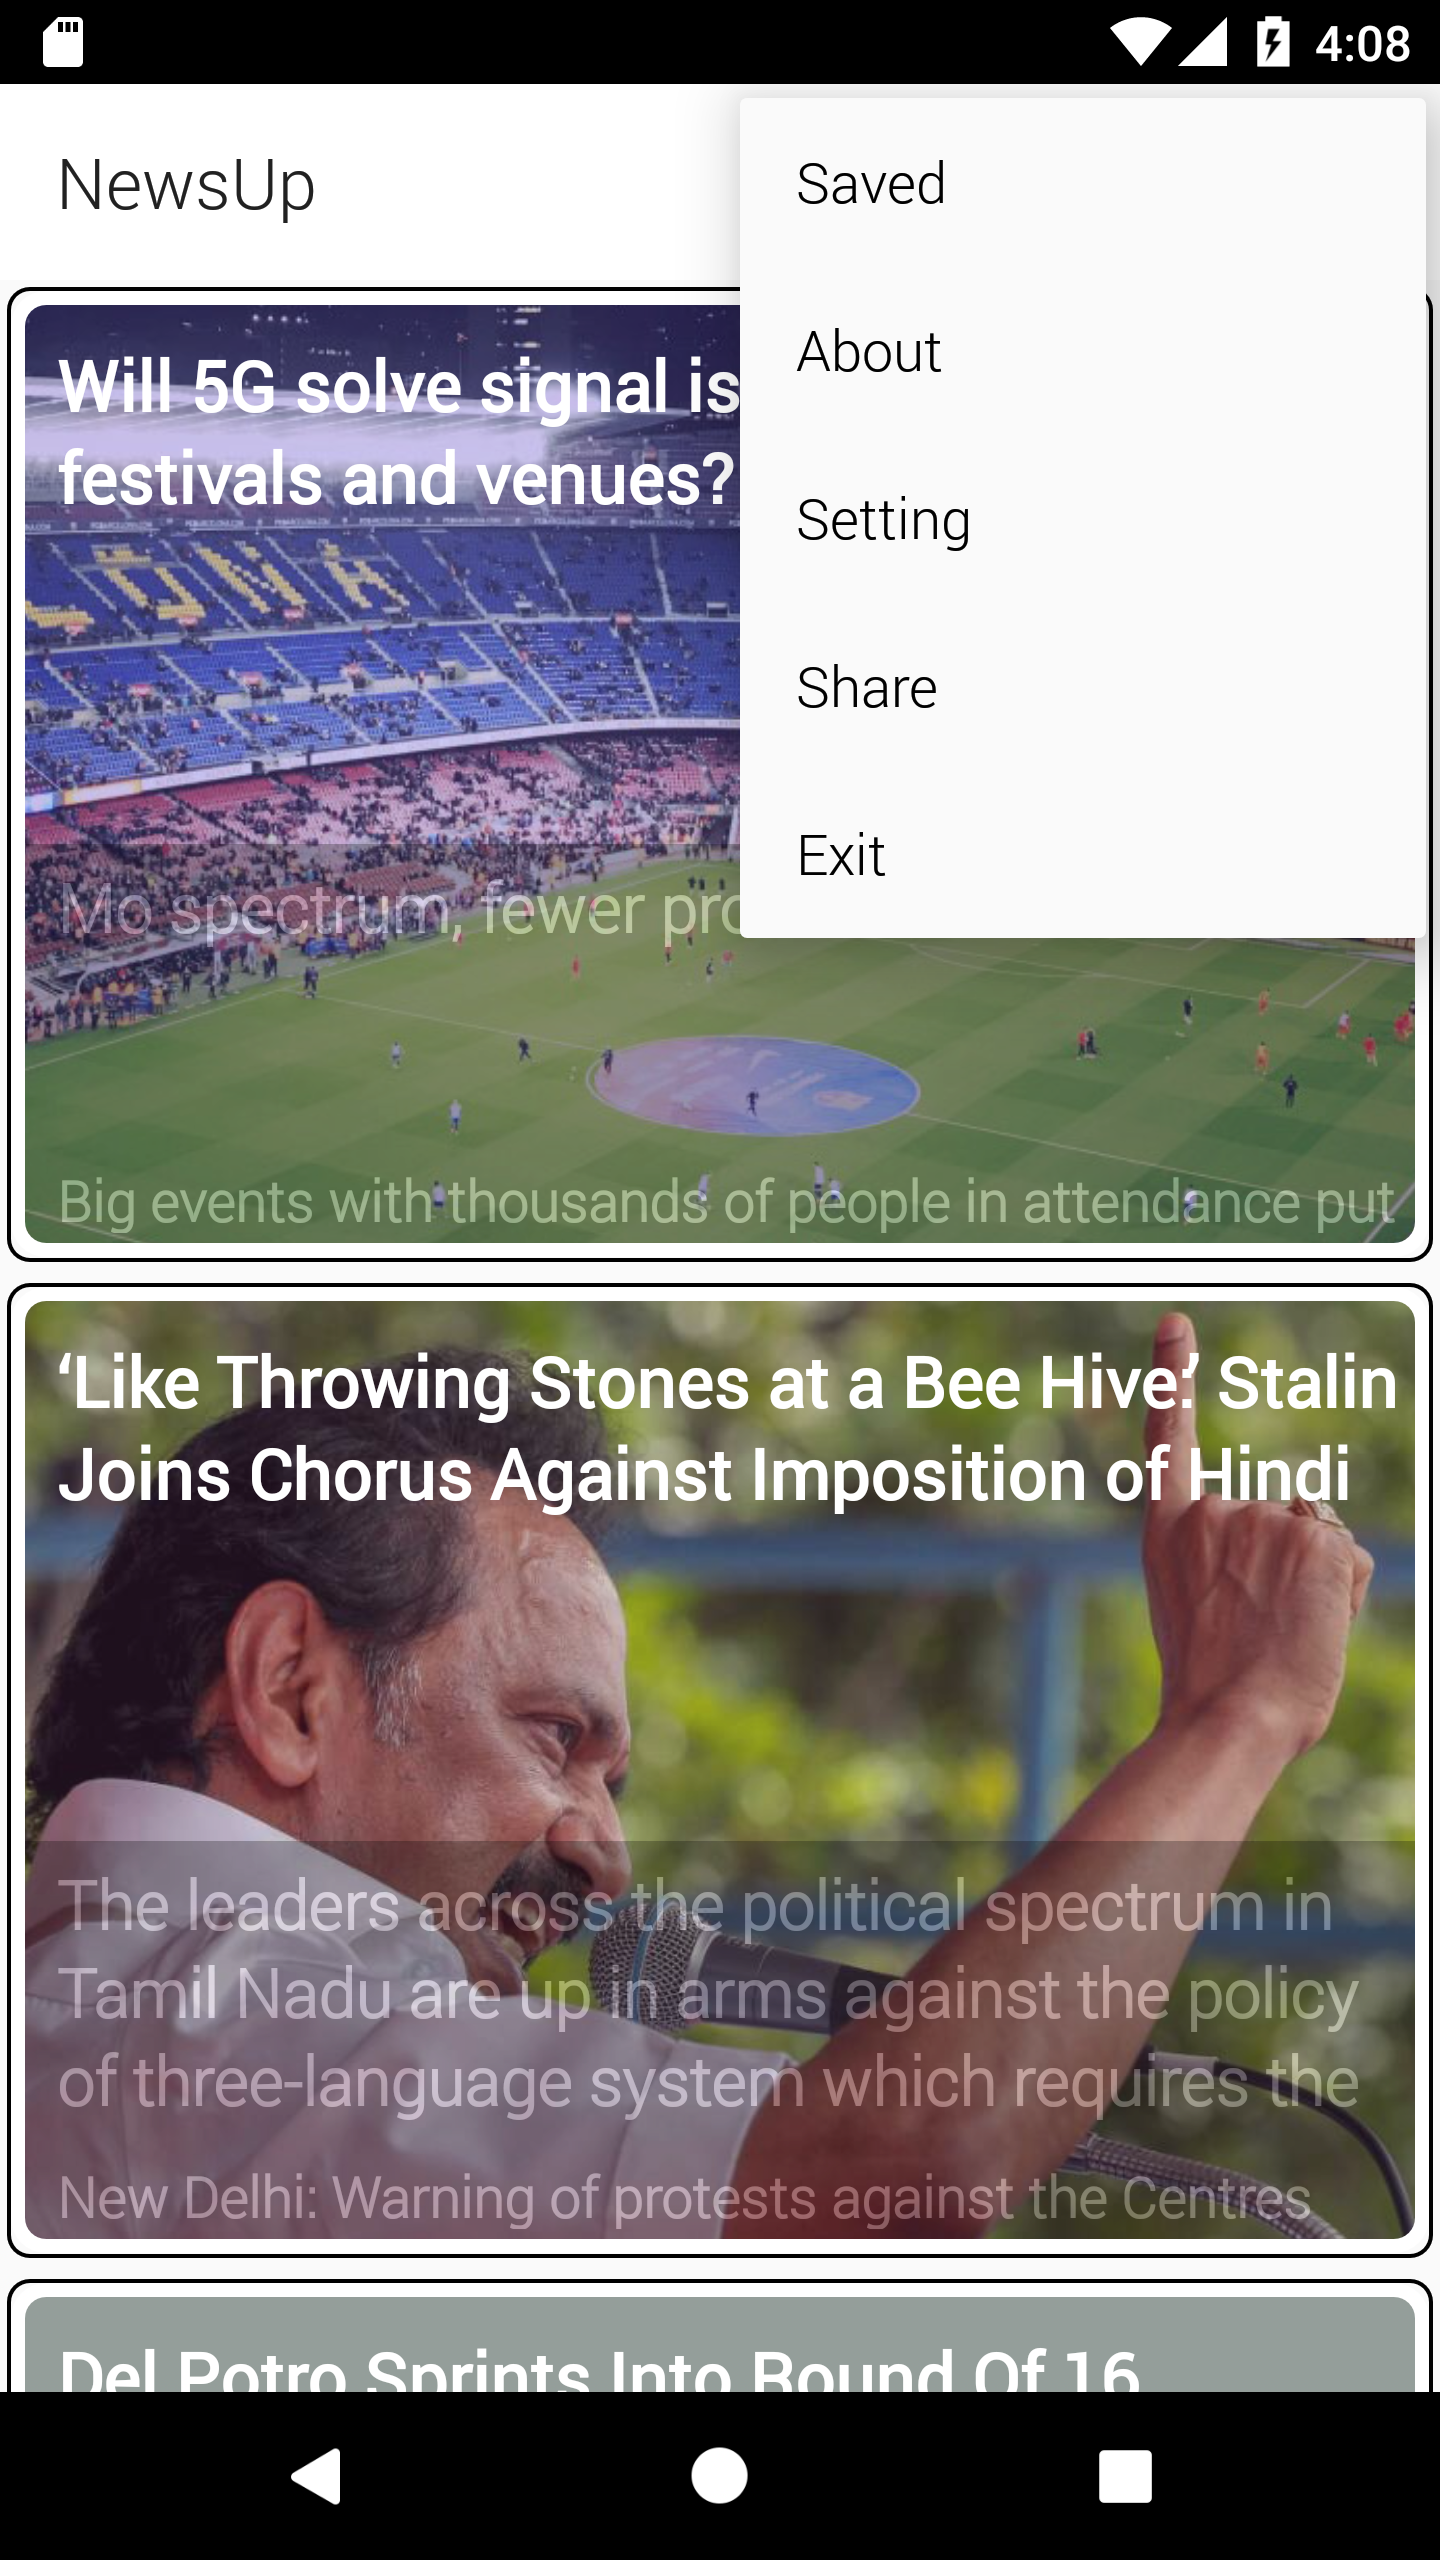 4:08
NewsUp
Saved
About
Setting
Share
Exit
Will 5G solve signal is
festivals and venues?
Mo spectrum, fewer pro
Big events with thousands of people in attendance put
‘Like Throwing Stones at a Bee Hive.’ Stalin
Joins Chorus Against Imposition of Hindi
The leaders across the political spectrum in
Tamil Nadu are up in arms against the policy
of three-language system which requires the
New Delhi: Warning of protests against the Centres
Del Potro Sprints Into Round Of 16